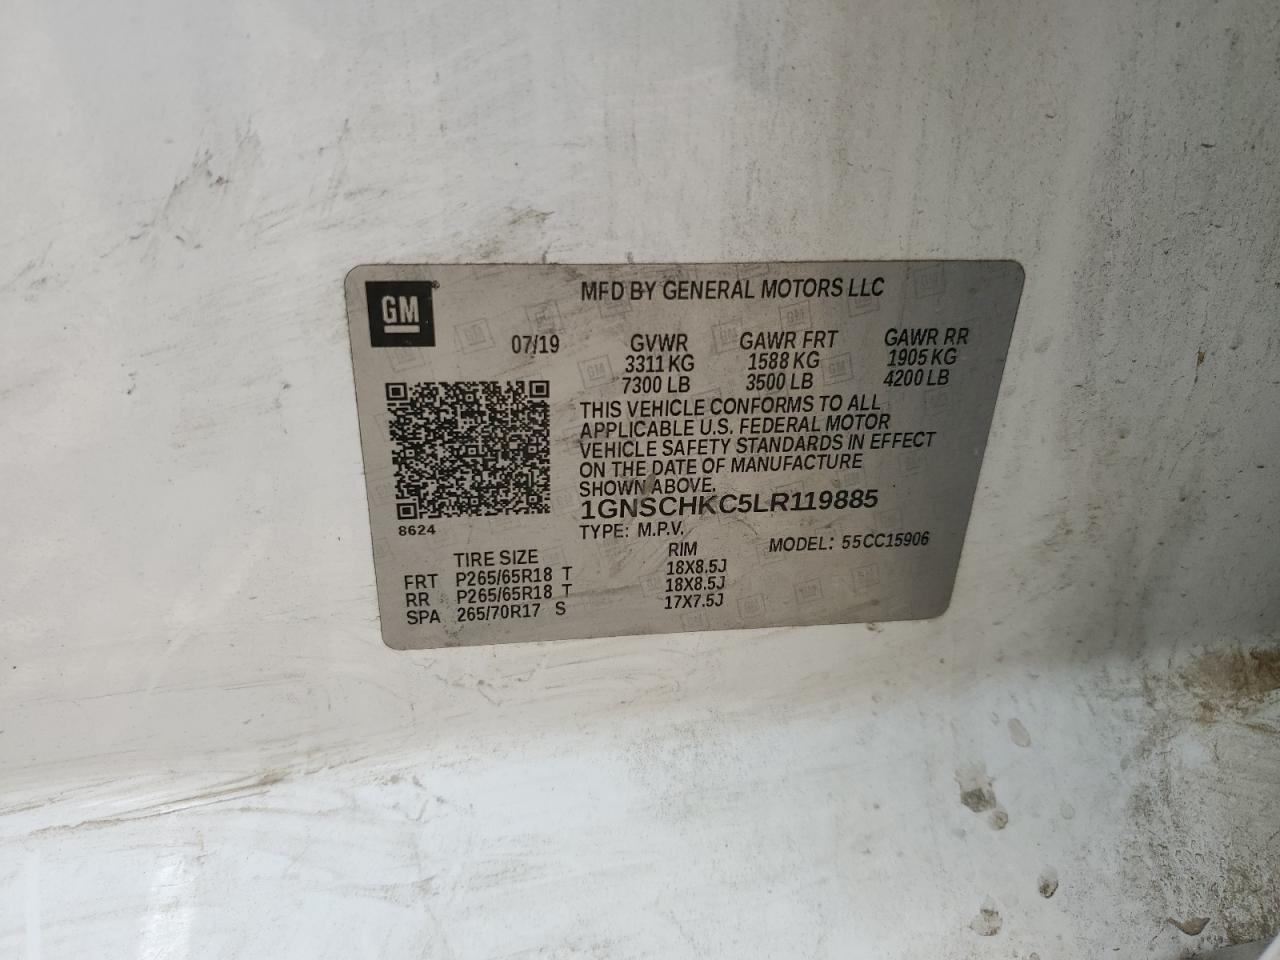 GM
MFD BY GENERAL MOTORS LLC
07/19
GVWR GAWR FRT GAWR RR
3311 KG 1588 KG 1905 KG
7300 LB 3500 LB 4200 LB
THIS VEHICLE CONFORMS TO ALL
APPLICABLE U.S. FEDERAL MOTOR
VEHICLE SAFETY STANDARDS IN EFFECT
ON THE DATE OF MANUFACTURE
SHOWN ABOVE.
1GNSCHKC5LR119885
8624
TYPE: M.P.V. MODEL: 55CC15906
TIRE SIZE RIM
FRT P265/65R18 T 18X8.5J
RR P265/65R18 T 18X8.5J
SPA 265/70R17 S 17X7.5J